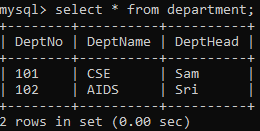 mysql> select * from department;
+--------+----------+----------+
| DeptNo | DeptName | DeptHead |
+--------+----------+----------+
| 101    | CSE      | Sam      |
| 102    | AIDS     | Sri      |
+--------+----------+----------+
2 rows in set (0.00 sec)